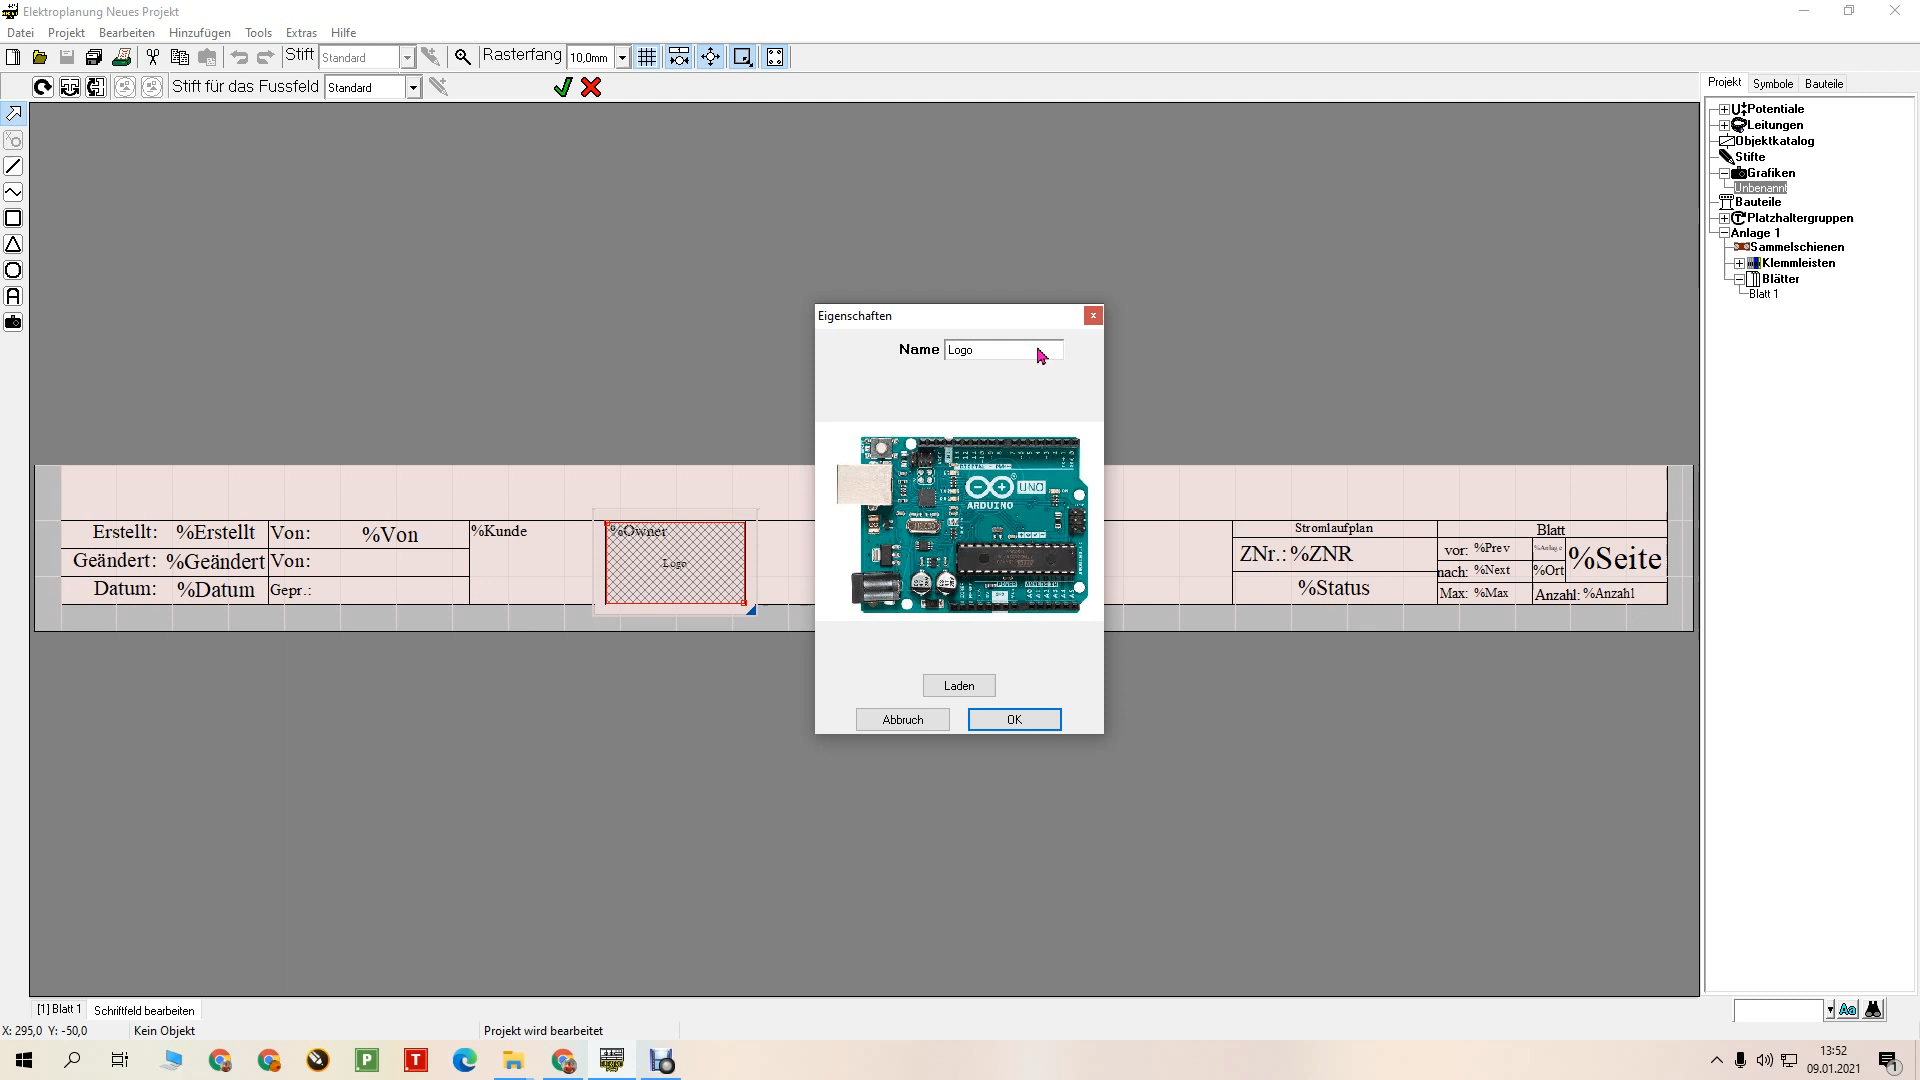 Elektroplanung Neues Projekt
Datei Projekt Bearbeiten Hinzufügen Tools Extras Hilfe
Stift Standard Rasterfang 10,0mm
Stift für das Fussfeld Standard
Projekt Symbole Bauteile
Potentiale
Leitungen
Objektkatalog
Stifte
Grafiken
Unbenannt
Bauteile
Platzhaltergruppen
Anlage 1
Sammelschienen
Klemmleisten
Blätter
Blatt 1
Eigenschaften
Name Logo
ARDUINO
UNO
Laden
Abbruch OK
Erstellt: %Erstellt Von: %Von %Kunde %Owner Stromlaufplan Blatt
Geändert: %Geändert Von: Logo ZNr.: %ZNR vor: %Prev %Anlage %Seite
nach: %Next %Ort
Datum: %Datum Gepr.: %Status Max: %Max Anzahl: %Anzahl
[1] Blatt 1 Schriftfeld bearbeiten
Aa
X: 295,0 Y: -50,0 Kein Objekt Projekt wird bearbeitet
P T
13:52
09.01.2021
1